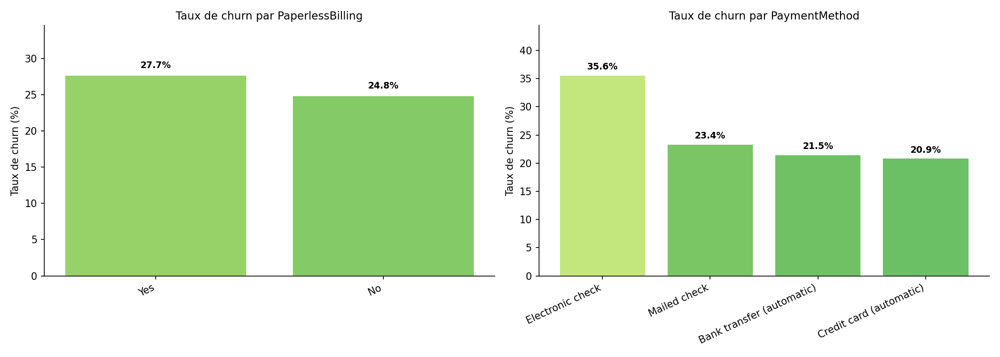 Taux de churn par PaperlessBilling
Taux de churn (%)
30
25
20
15
10
5
0
27.7%
24.8%
Yes
No
Taux de churn par PaymentMethod
Taux de churn (%)
40
35
30
25
20
15
10
5
0
35.6%
23.4%
21.5%
20.9%
Electronic check
Mailed check
Bank transfer (automatic)
Credit card (automatic)